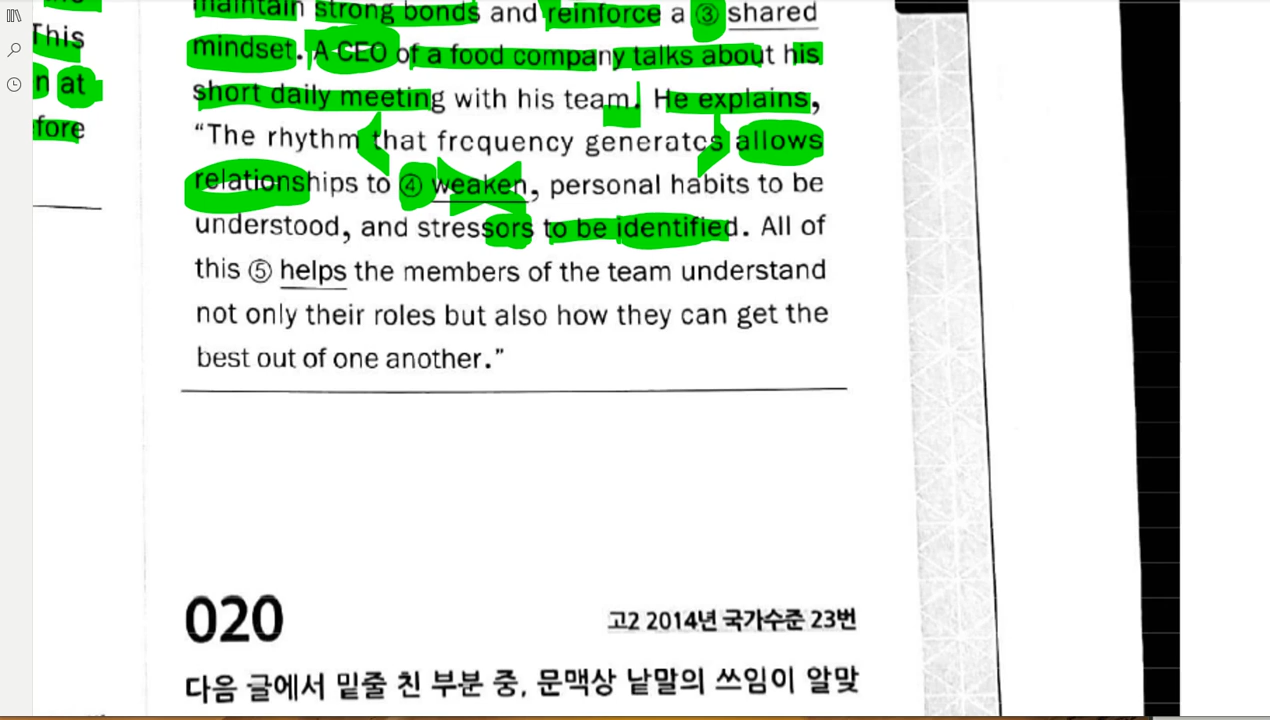 This
n at
fore
maintain strong bonds and reinforce a ③ shared
mindset. A CEO of a food company talks about his
short daily meeting with his team. He explains,
“The rhythm that frequency generates allows
relationships to ④ weaken, personal habits to be
understood, and stressors to be identified. All of
this ⑤ helps the members of the team understand
not only their roles but also how they can get the
best out of one another.”
020
고2 2014년 국가수준 23번
다음 글에서 밑줄 친 부분 중, 문맥상 낱말의 쓰임이 알맞